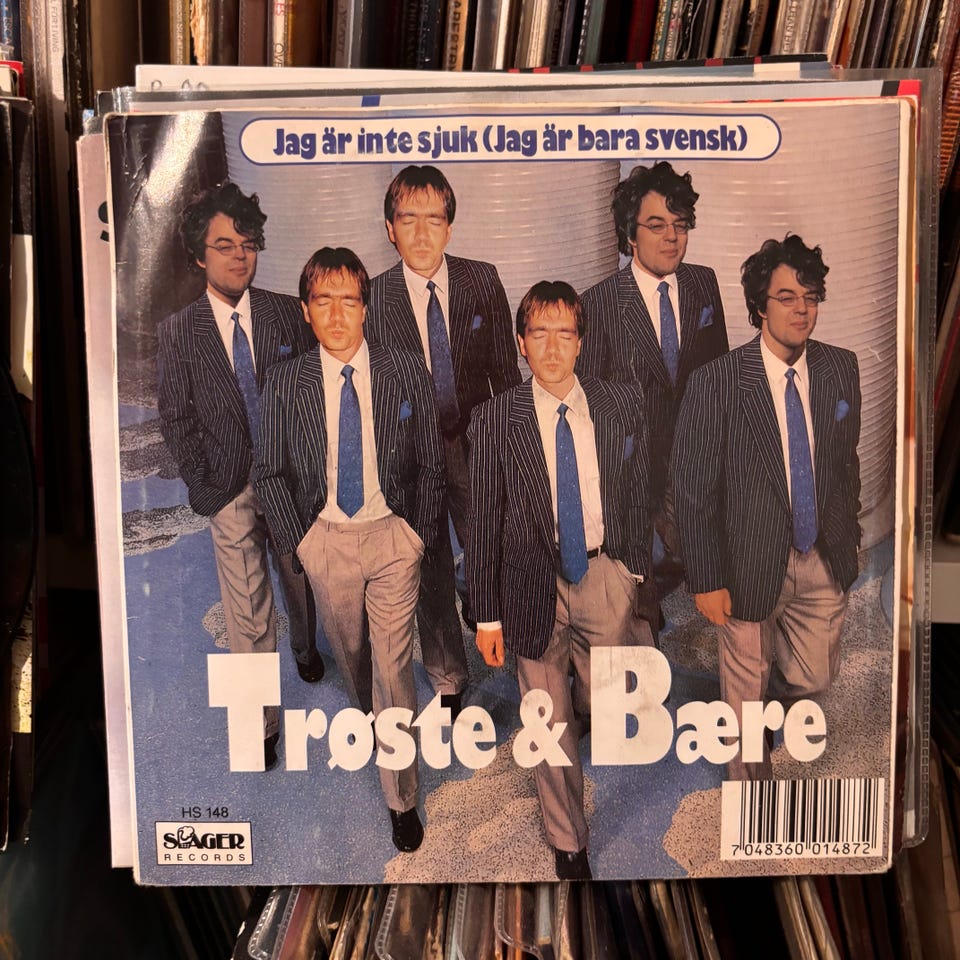 Jag är inte sjuk (Jag är bara svensk)
Trøste & Bære
HS 148
SLAGER
RECORDS
7 048360 014872